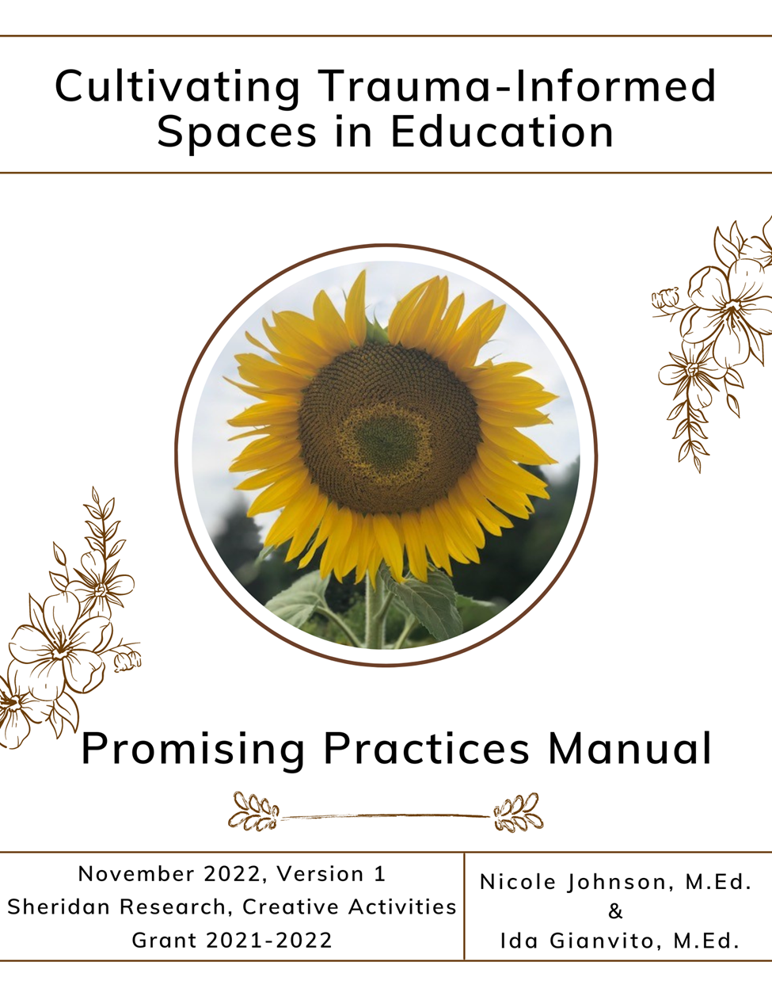 Cultivating Trauma-Informed
Spaces in Education
Promising Practices Manual
November 2022, Version 1
Sheridan Research, Creative Activities
Grant 2021-2022
Nicole Johnson, M.Ed.
&
Ida Gianvito, M.Ed.